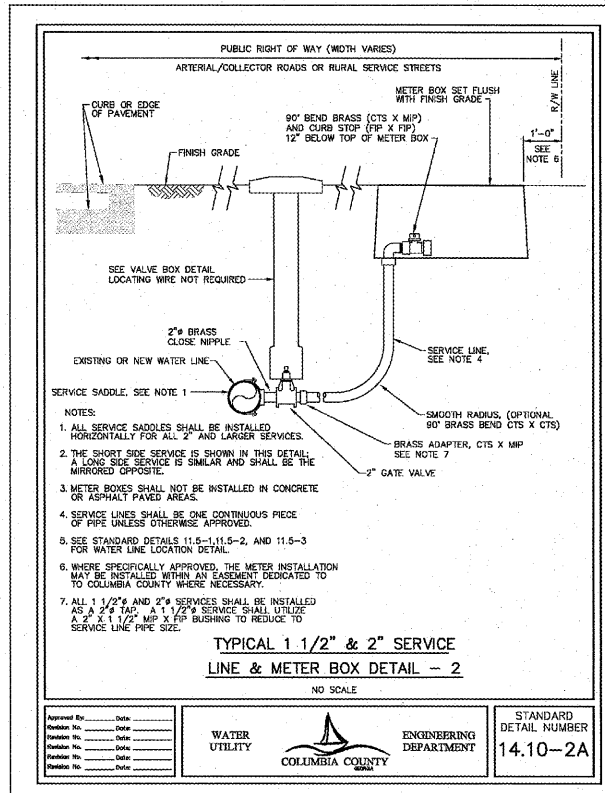 PUBLIC RIGHT OF WAY (WIDTH VARIES)
ARTERIAL/COLLECTOR ROADS OR RURAL SERVICE STREETS
CURB OR EDGE
OF PAVEMENT
FINISH GRADE
90° BEND BRASS (CTS X MIP)
AND CURB STOP (FIP X FIP)
12" BELOW TOP OF METER BOX
METER BOX SET FLUSH
WITH FINISH GRADE
R/W LINE
1'-0"
SEE
NOTE 6
SEE VALVE BOX DETAIL
LOCATING WIRE NOT REQUIRED
2"ø BRASS
CLOSE NIPPLE
EXISTING OR NEW WATER LINE
SERVICE SADDLE, SEE NOTE 1
SERVICE LINE,
SEE NOTE 4
SMOOTH RADIUS, (OPTIONAL
90° BRASS BEND CTS X CTS)
BRASS ADAPTER, CTS X MIP
SEE NOTE 7
2" GATE VALVE
NOTES:
1. ALL SERVICE SADDLES SHALL BE INSTALLED
HORIZONTALLY FOR ALL 2" AND LARGER SERVICES.
2. THE SHORT SIDE SERVICE IS SHOWN IN THIS DETAIL;
A LONG SIDE SERVICE IS SIMILAR AND SHALL BE THE
MIRRORED OPPOSITE.
3. METER BOXES SHALL NOT BE INSTALLED IN CONCRETE
OR ASPHALT PAVED AREAS.
4. SERVICE LINES SHALL BE ONE CONTINUOUS PIECE
OF PIPE UNLESS OTHERWISE APPROVED.
5. SEE STANDARD DETAILS 11.5-1,11.5-2, AND 11.5-3
FOR WATER LINE LOCATION DETAIL.
6. WHERE SPECIFICALLY APPROVED, THE METER INSTALLATION
MAY BE INSTALLED WITHIN AN EASEMENT DEDICATED TO
TO COLUMBIA COUNTY WHERE NECESSARY.
7. ALL 1 1/2"ø AND 2"ø SERVICES SHALL BE INSTALLED
AS A 2"ø TAP. A 1 1/2"ø SERVICE SHALL UTILIZE
A 2" X 1 1/2" MIP X FIP BUSHING TO REDUCE TO
SERVICE LINE PIPE SIZE.
TYPICAL 1 1/2" & 2" SERVICE
LINE & METER BOX DETAIL - 2
NO SCALE
Approved By: Date:
Revision No. Date:
Revision No. Date:
Revision No. Date:
Revision No. Date:
Revision No. Date:
WATER
UTILITY
COLUMBIA COUNTY
GEORGIA
ENGINEERING
DEPARTMENT
STANDARD
DETAIL NUMBER
14.10-2A